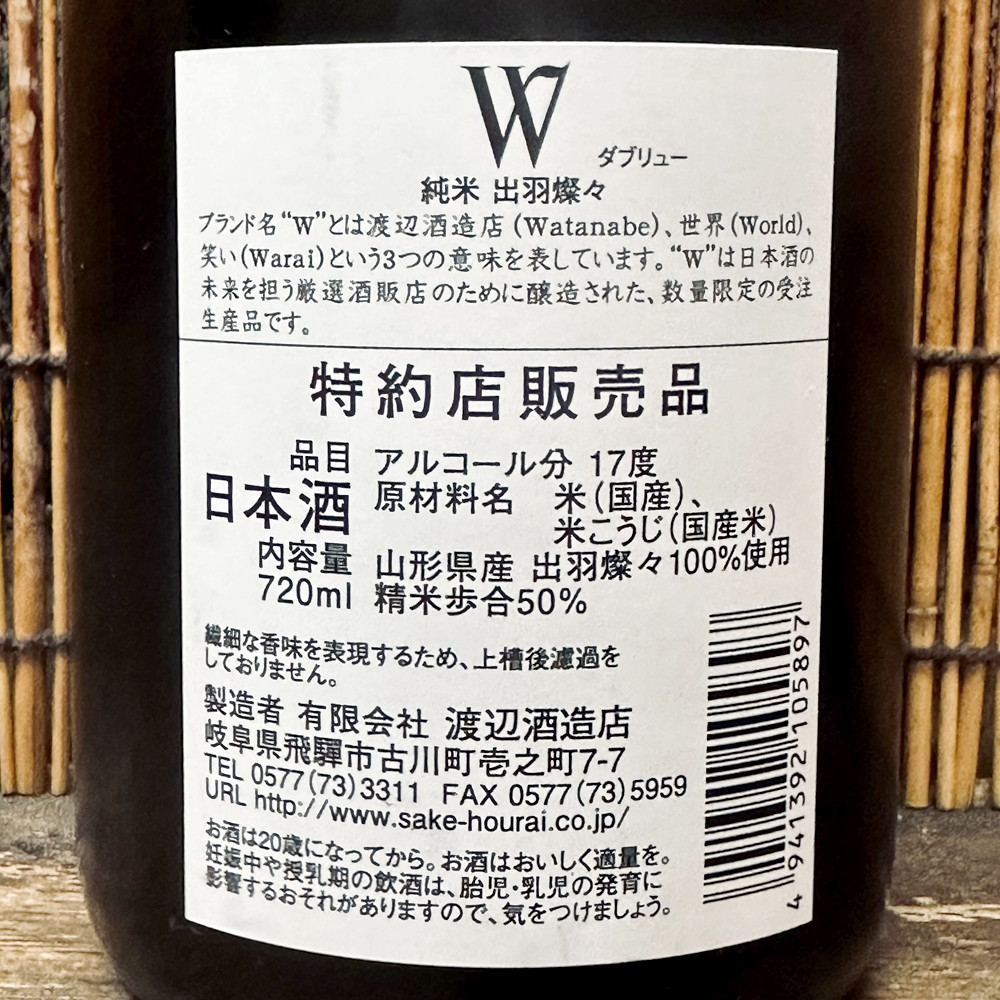 W ダブリュー
純米 出羽燦々
ブランド名“W”とは渡辺酒造店(Watanabe)、世界(World)、
笑い(Warai)という3つの意味を表しています。“W”は日本酒の
未来を担う厳選酒販店のために醸造された、数量限定の受注
生産品です。
特約店販売品
品目
日本酒
内容量
720ml
アルコール分 17度
原材料名 米(国産)、
米こうじ(国産米)
山形県産 出羽燦々100%使用
精米歩合50%
繊細な香味を表現するため、上槽後濾過を
しておりません。
製造者 有限会社 渡辺酒造店
岐阜県飛騨市古川町壱之町7-7
TEL 0577(73)3311 FAX 0577(73)5959
URL http://www.sake-hourai.co.jp/
お酒は20歳になってから。お酒はおいしく適量を。
妊娠中や授乳期の飲酒は、胎児・乳児の発育に
影響するおそれがありますので、気をつけましょう。
4 941392 105897